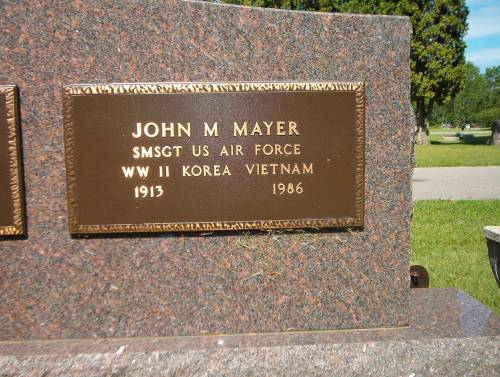 JOHN M MAYER
SMSGT US AIR FORCE
WW II KOREA VIETNAM
1913 1986